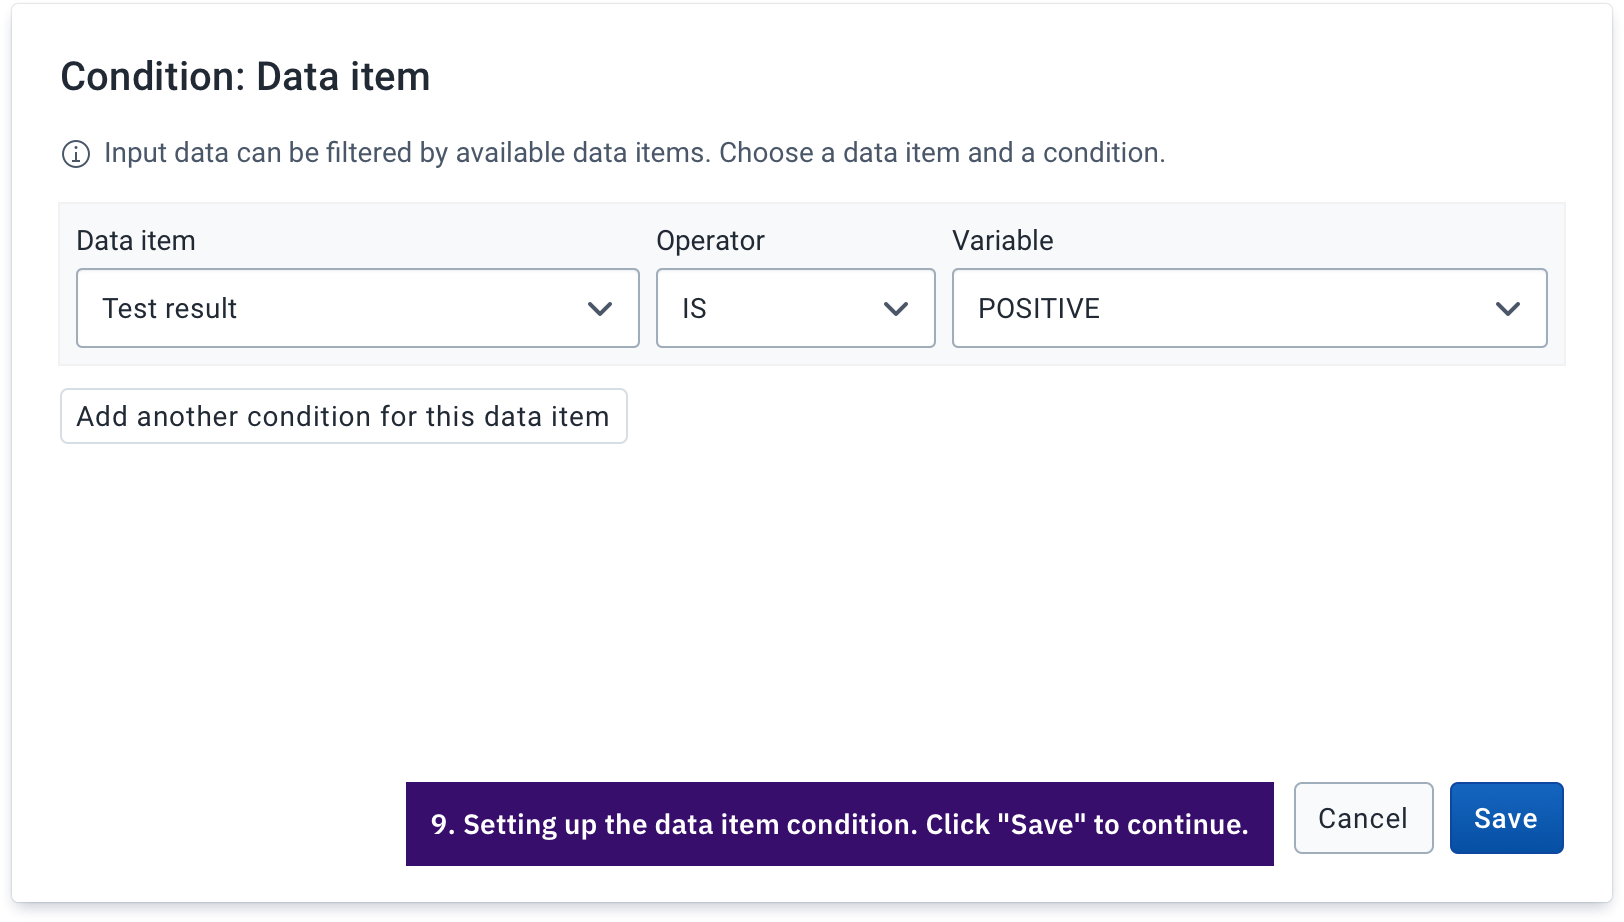 Condition: Data item
Input data can be filtered by available data items. Choose a data item and a condition.
Data item
Operator
Variable
Test result
IS
POSITIVE
Add another condition for this data item
9. Setting up the data item condition. Click "Save" to continue.
Cancel
Save